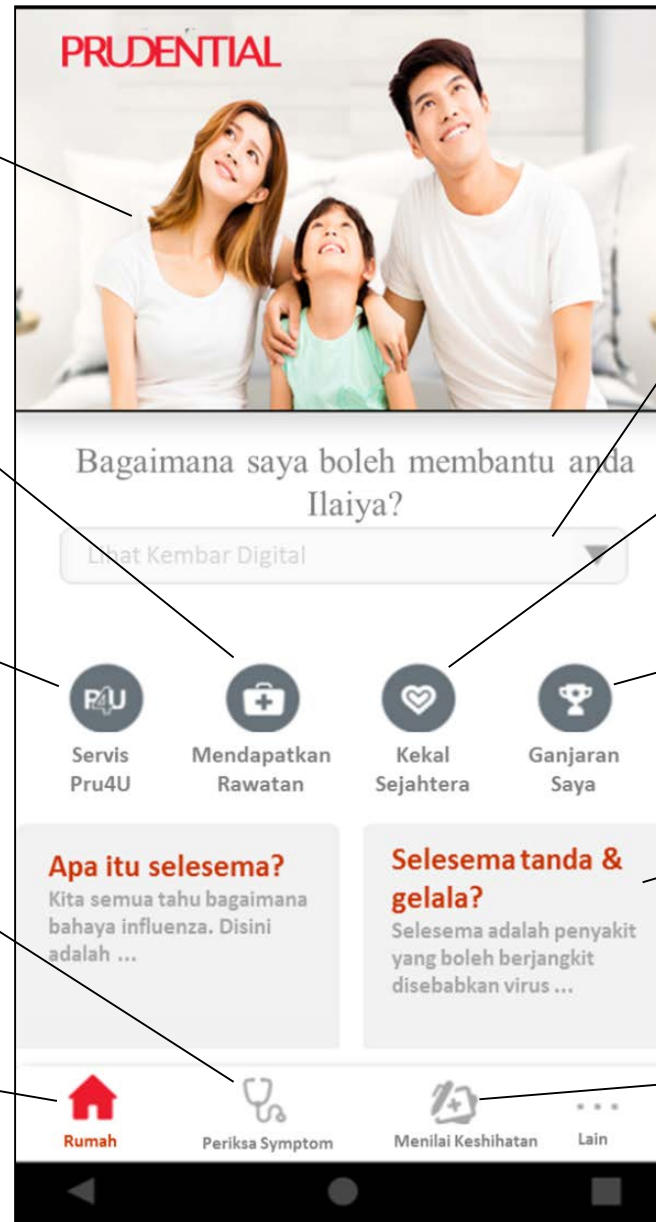 PRUDENTIAL
Bagaimana saya boleh membantu anda
Ilaiya?
Lihat Kembar Digital
P4U
Servis
Pru4U
Mendapatkan
Rawatan
Kekal
Sejahtera
Ganjaran
Saya
Apa itu selesema?
Kita semua tahu bagaimana
bahaya influenza. Disini
adalah ...
Selesema tanda &
gelala?
Selesema adalah penyakit
yang boleh berjangkit
disebabkan virus ...
Rumah
Periksa Symptom
Menilai Keshihatan
Lain